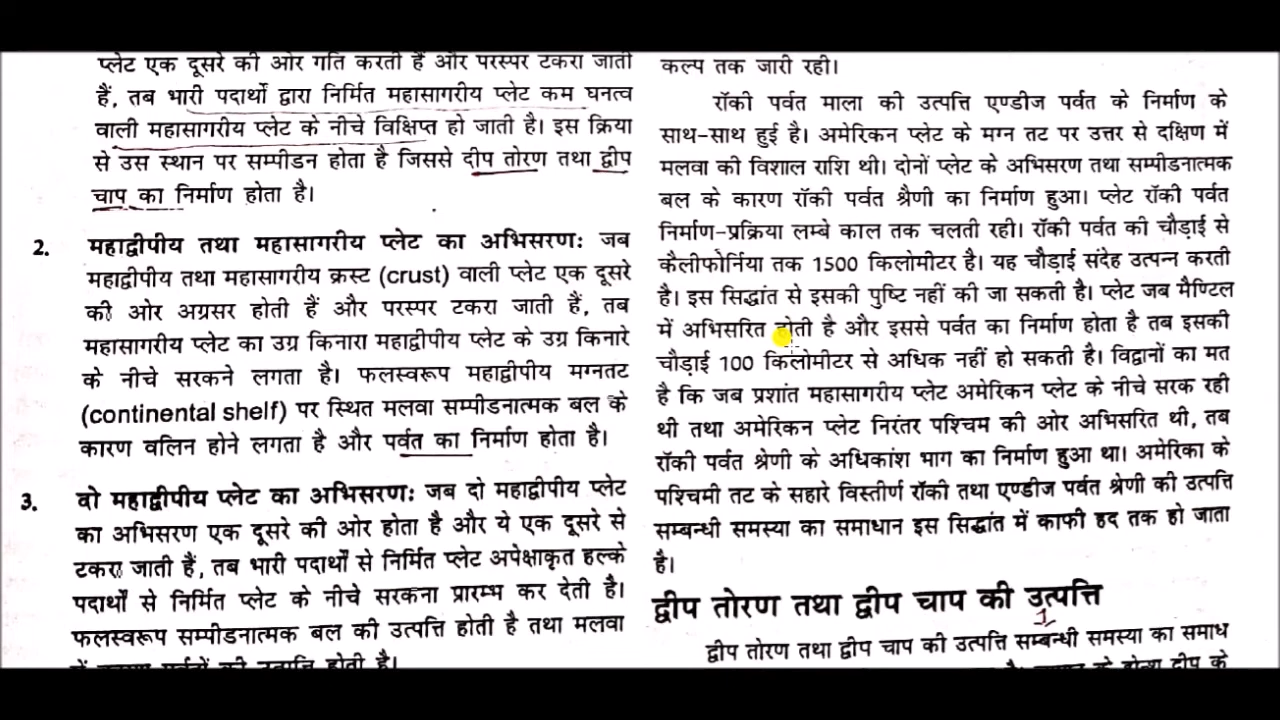 प्लेट एक दूसरे की ओर गति करती हैं और परस्पर टकरा जाती
हैं, तब भारी पदार्थो द्वारा निर्मित महासागरीय प्लेट कम घनत्व
वाली महासागरीय प्लेट के नीचे विक्षिप्त हो जाती है। इस क्रिया
से उस स्थान पर सम्पीडन होता है जिससे दीप तोरण तथा द्वीप
चाप का निर्माण होता है।
2. महाद्वीपीय तथा महासागरीय प्लेट का अभिसरण: जब
महाद्वीपीय तथा महासागरीय क्रस्ट (crust) वाली प्लेट एक दूसरे
की ओर अग्रसर होती हैं और परस्पर टकरा जाती हैं, तब
महासागरीय प्लेट का उग्र किनारा महाद्वीपीय प्लेट के उग्र किनारे
के नीचे सरकने लगता है। फलस्वरूप महाद्वीपीय मग्नतट
(continental shelf) पर स्थित मलवा सम्पीडनात्मक बल के
कारण वलिन होने लगता है और पर्वत का निर्माण होता है।
3. वो महाद्वीपीय प्लेट का अभिसरण: जब दो महाद्वीपीय प्लेट
का अभिसरण एक दूसरे की ओर होता है और ये एक दूसरे से
टकरा जाती हैं, तब भारी पदार्थों से निर्मित प्लेट अपेक्षाकृत हल्के
पदार्थों से निर्मित प्लेट के नीचे सरकना प्रारम्भ कर देती है।
फलस्वरूप सम्पीडनात्मक बल की उत्पत्ति होती है तथा मलवा
पर्वतों की उत्पत्ति होती है।
कल्प तक जारी रही।
रॉकी पर्वत माला की उत्पत्ति एण्डीज पर्वत के निर्माण के
साथ-साथ हुई है। अमेरिकन प्लेट के मग्न तट पर उत्तर से दक्षिण में
मलवा की विशाल राशि थी। दोनों प्लेट के अभिसरण तथा सम्पीडनात्मक
बल के कारण रॉकी पर्वत श्रेणी का निर्माण हुआ। प्लेट रॉकी पर्वत
निर्माण-प्रक्रिया लम्बे काल तक चलती रही। रॉकी पर्वत की चौड़ाई से
कैलीफोर्निया तक 1500 किलोमीटर है। यह चौड़ाई संदेह उत्पन्न करती
है। इस सिद्धांत से इसकी पुष्टि नहीं की जा सकती है। प्लेट जब मैण्टिल
में अभिसरित होती है और इससे पर्वत का निर्माण होता है तब इसकी
चौड़ाई 100 किलोमीटर से अधिक नहीं हो सकती है। विद्वानों का मत
है कि जब प्रशांत महासागरीय प्लेट अमेरिकन प्लेट के नीचे सरक रही
थी तथा अमेरिकन प्लेट निरंतर पश्चिम की ओर अभिसरित थी, तब
रॉकी पर्वत श्रेणी के अधिकांश भाग का निर्माण हुआ था। अमेरिका के
पश्चिमी तट के सहारे विस्तीर्ण रॉकी तथा एण्डीज पर्वत श्रेणी की उत्पत्ति
सम्बन्धी समस्या का समाधान इस सिद्धांत में काफी हद तक हो जाता
है।
द्वीप तोरण तथा द्वीप चाप की उत्पत्ति
द्वीप तोरण तथा द्वीप चाप की उत्पत्ति सम्बन्धी समस्या का समाध